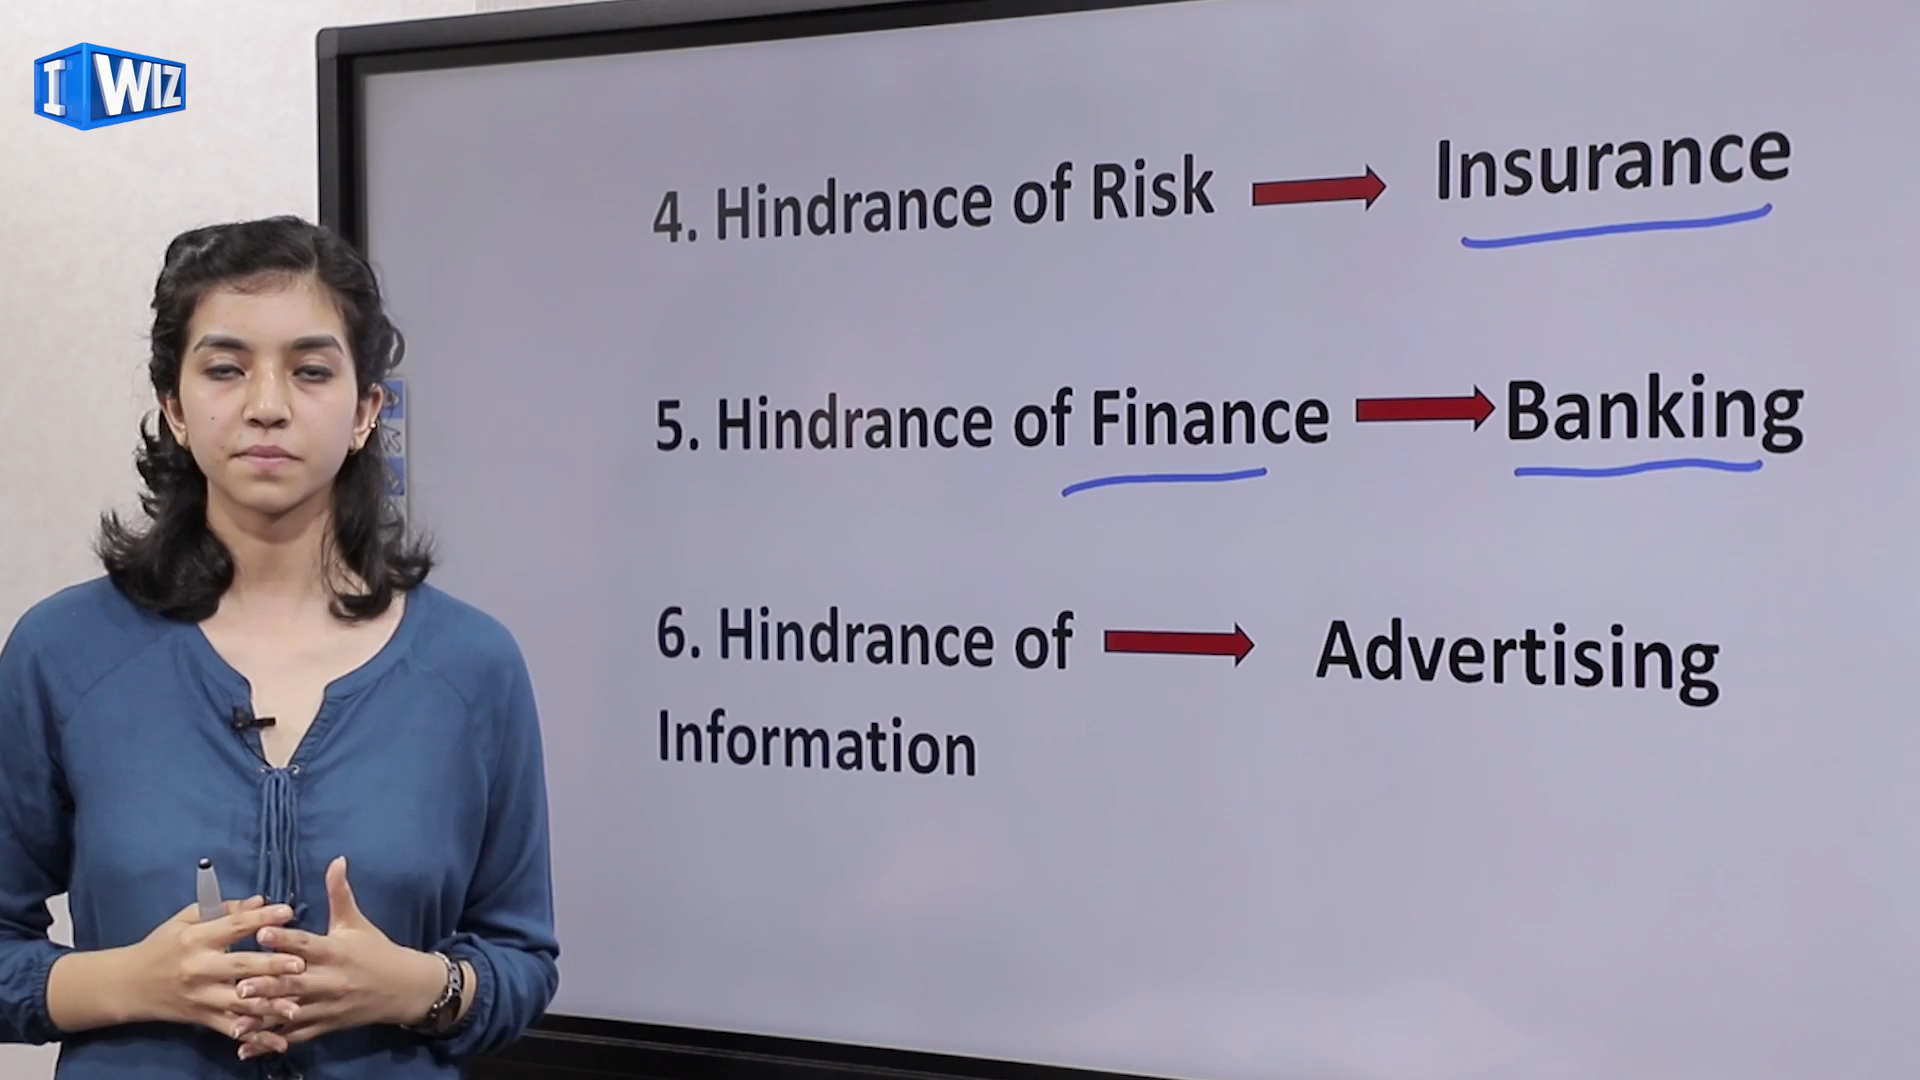 I WIZ
4. Hindrance of Risk Insurance
5. Hindrance of Finance Banking
6. Hindrance of Advertising
Information